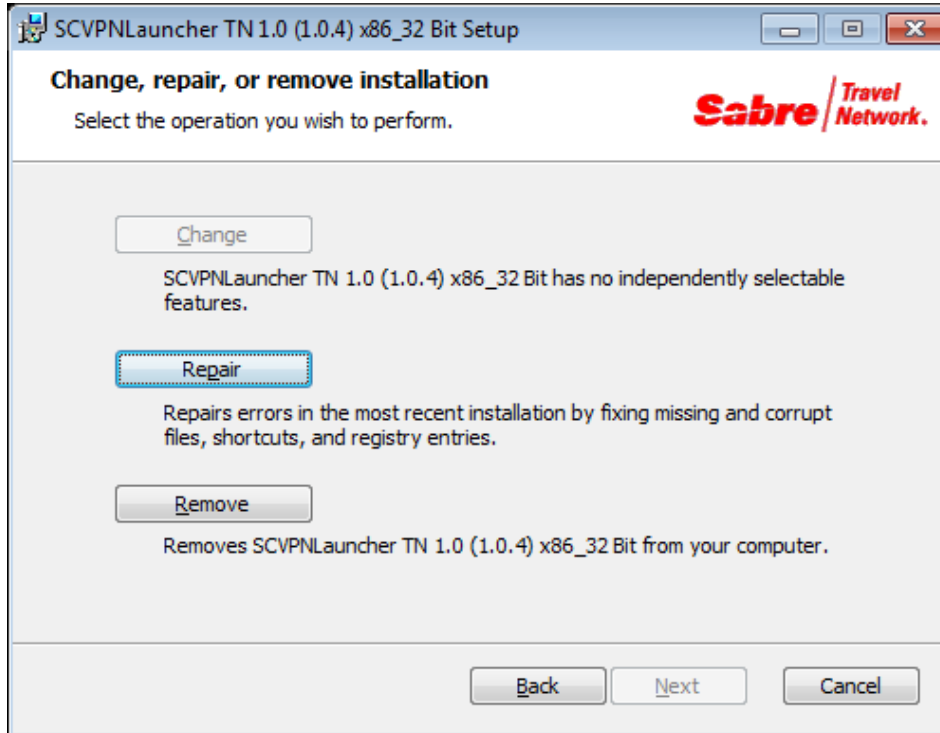 SCVPNLauncher TN 1.0 (1.0.4) x86_32 Bit Setup
Change, repair, or remove installation
Select the operation you wish to perform.
Sabre Travel Network.
Change
SCVPNLauncher TN 1.0 (1.0.4) x86_32 Bit has no independently selectable
features.
Repair
Repairs errors in the most recent installation by fixing missing and corrupt
files, shortcuts, and registry entries.
Remove
Removes SCVPNLauncher TN 1.0 (1.0.4) x86_32 Bit from your computer.
Back Next Cancel